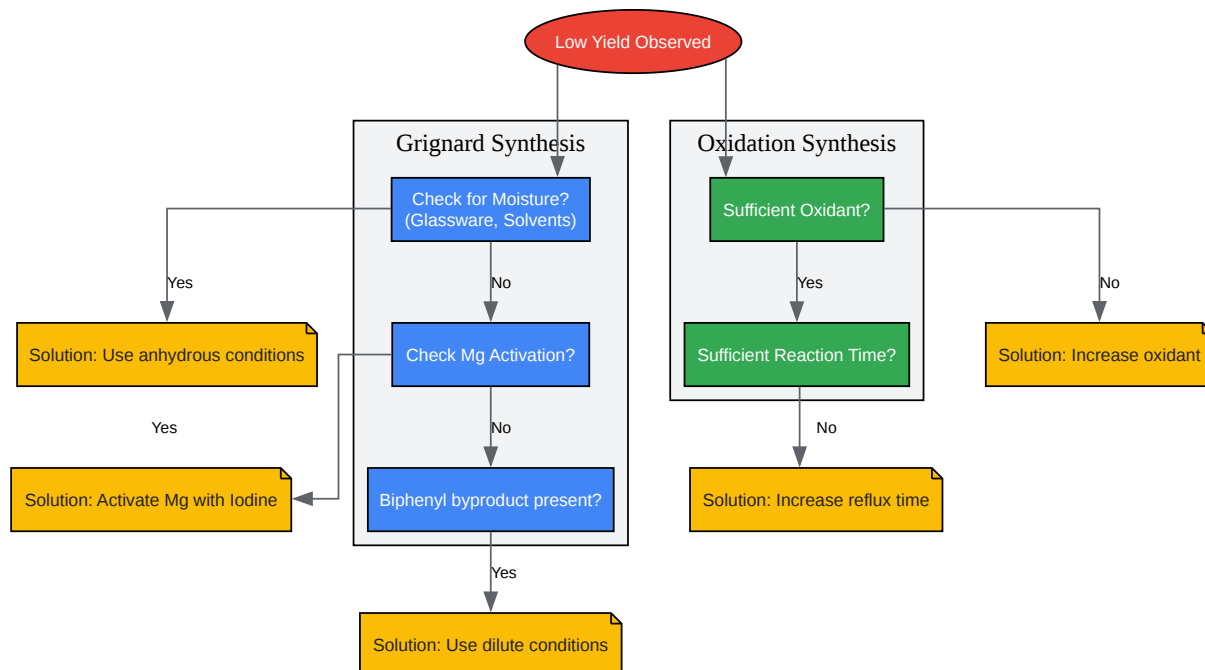 Low Yield Observed
Grignard Synthesis
Oxidation Synthesis
Check for Moisture?
(Glassware, Solvents)
Sufficient Oxidant?
Yes
No
Yes
No
Solution: Use anhydrous conditions
Check Mg Activation?
Sufficient Reaction Time?
Solution: Increase oxidant
Yes
No
No
Solution: Activate Mg with Iodine
Biphenyl byproduct present?
Solution: Increase reflux time
Yes
Solution: Use dilute conditions